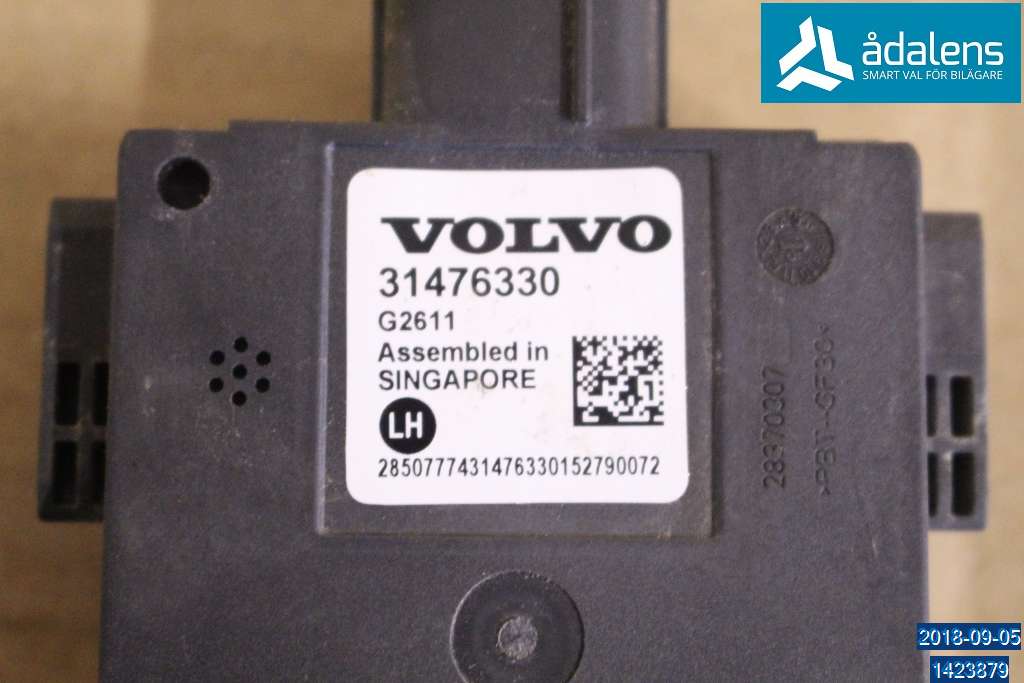 ådalens
SMART VAL FÖR BILÄGARE
VOLVO
31476330
G2611
Assembled in
SINGAPORE
LH
2850777431476330152790072
28370307
>PBT-GF30<
2018-09-05
1423879